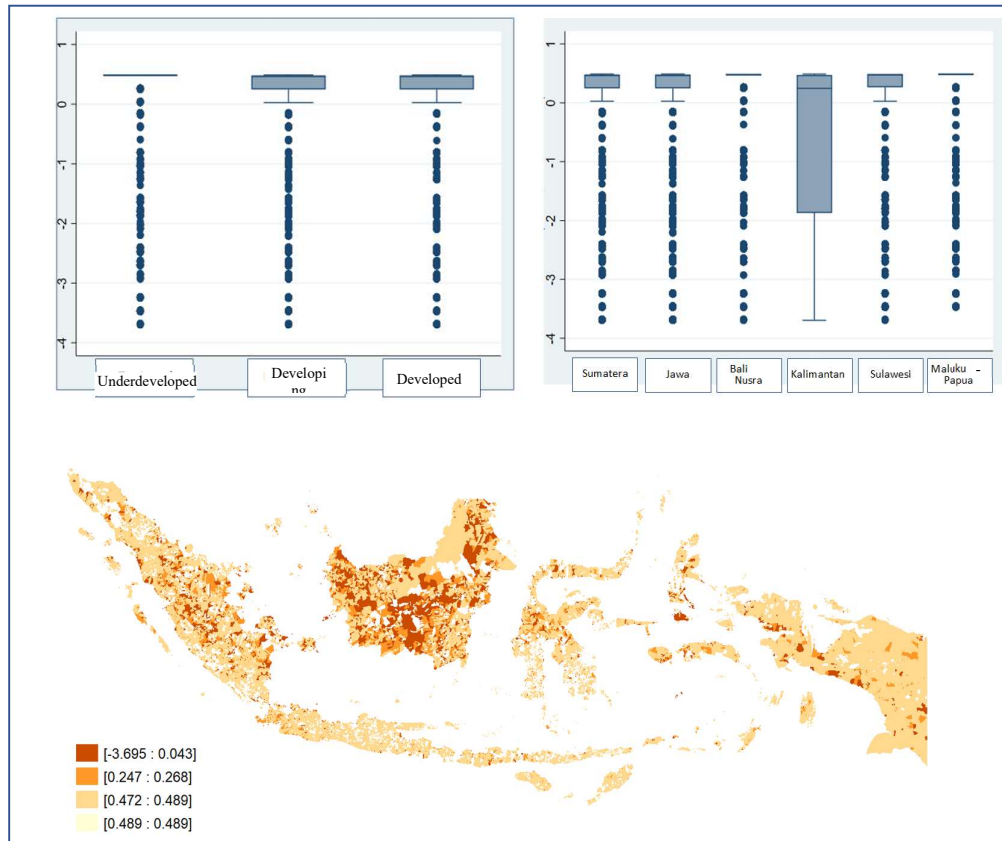 1
0
-1
-2
-3
-4
Underdeveloped
Developi
ng
Developed
1
0
-1
-2
-3
-4
Sumatera
Jawa
Bali
Nusra
Kalimantan
Sulawesi
Maluku –
Papua
[-3.695 : 0.043]
[0.247 : 0.268]
[0.472 : 0.489]
[0.489 : 0.489]